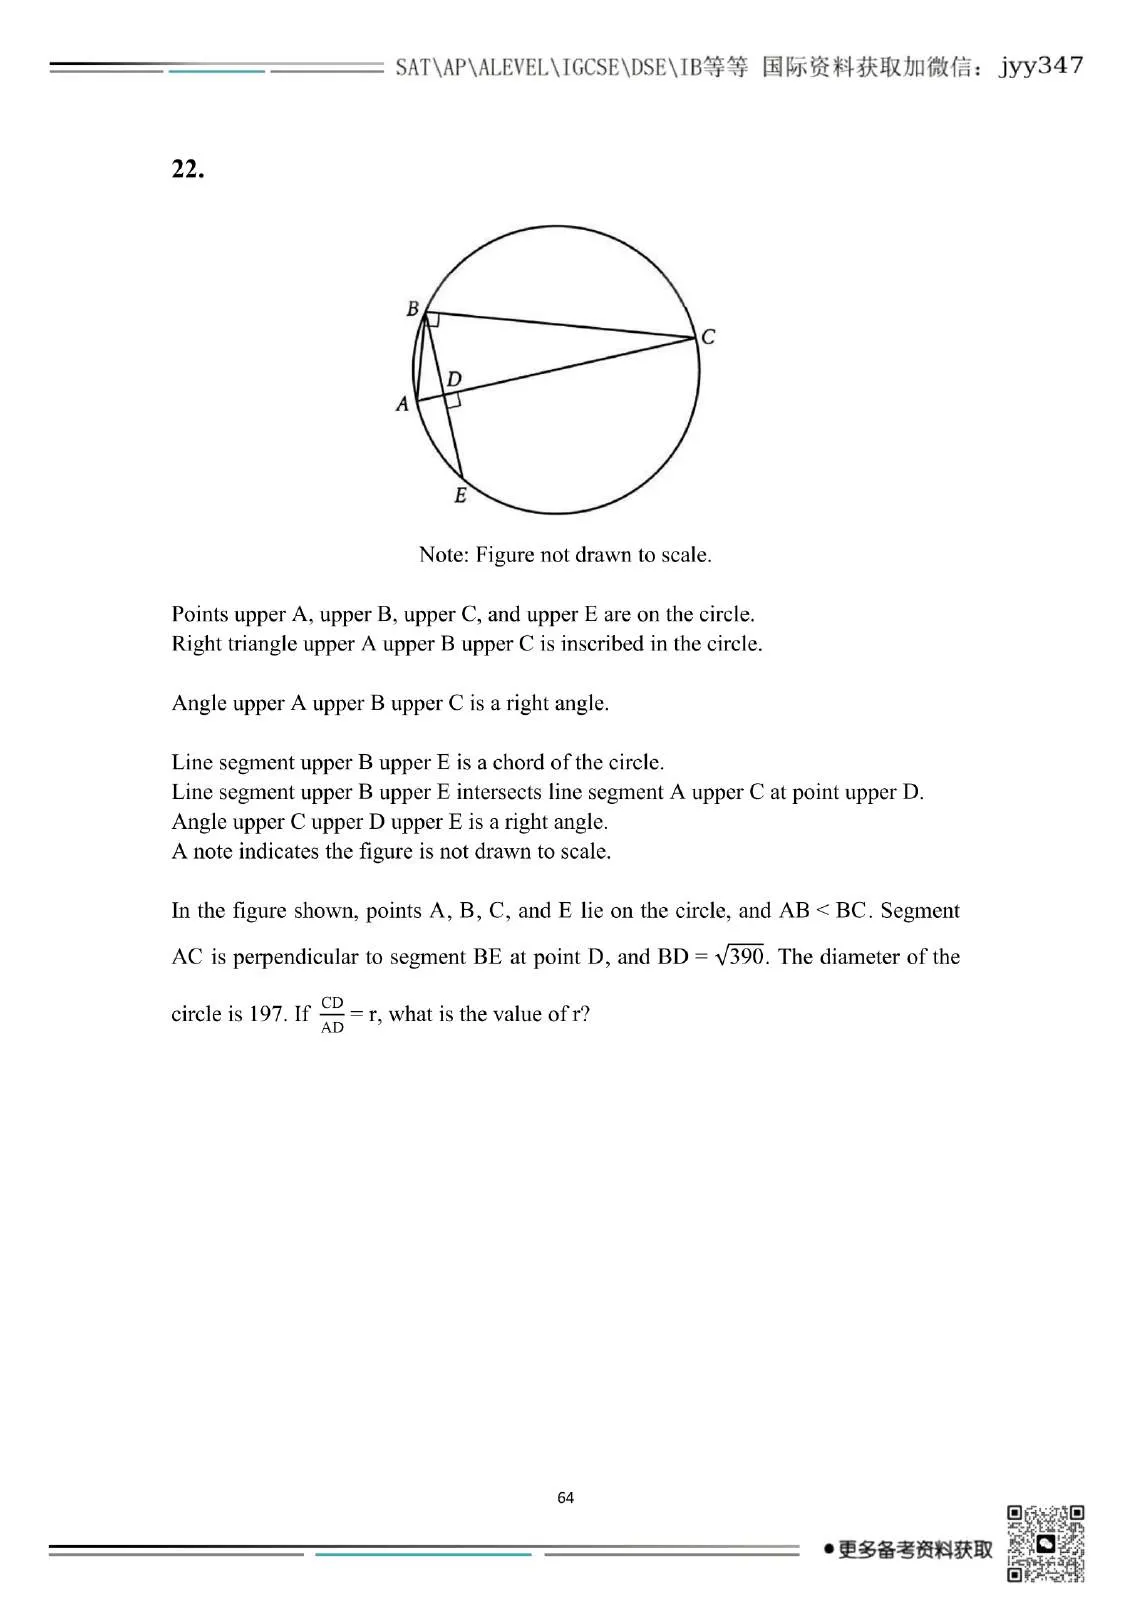 SAT\AP\ALEVEL\IGCSE\DSE\IB等等 国际资料获取加微信：jyy347
22.
B
C
D
A
E
Note: Figure not drawn to scale.
Points upper A, upper B, upper C, and upper E are on the circle.
Right triangle upper A upper B upper C is inscribed in the circle.
Angle upper A upper B upper C is a right angle.
Line segment upper B upper E is a chord of the circle.
Line segment upper B upper E intersects line segment A upper C at point upper D.
Angle upper C upper D upper E is a right angle.
A note indicates the figure is not drawn to scale.
In the figure shown, points A, B, C, and E lie on the circle, and AB < BC. Segment
AC is perpendicular to segment BE at point D, and BD = √390. The diameter of the
circle is 197. If CD/AD = r, what is the value of r?
64
●更多备考资料获取